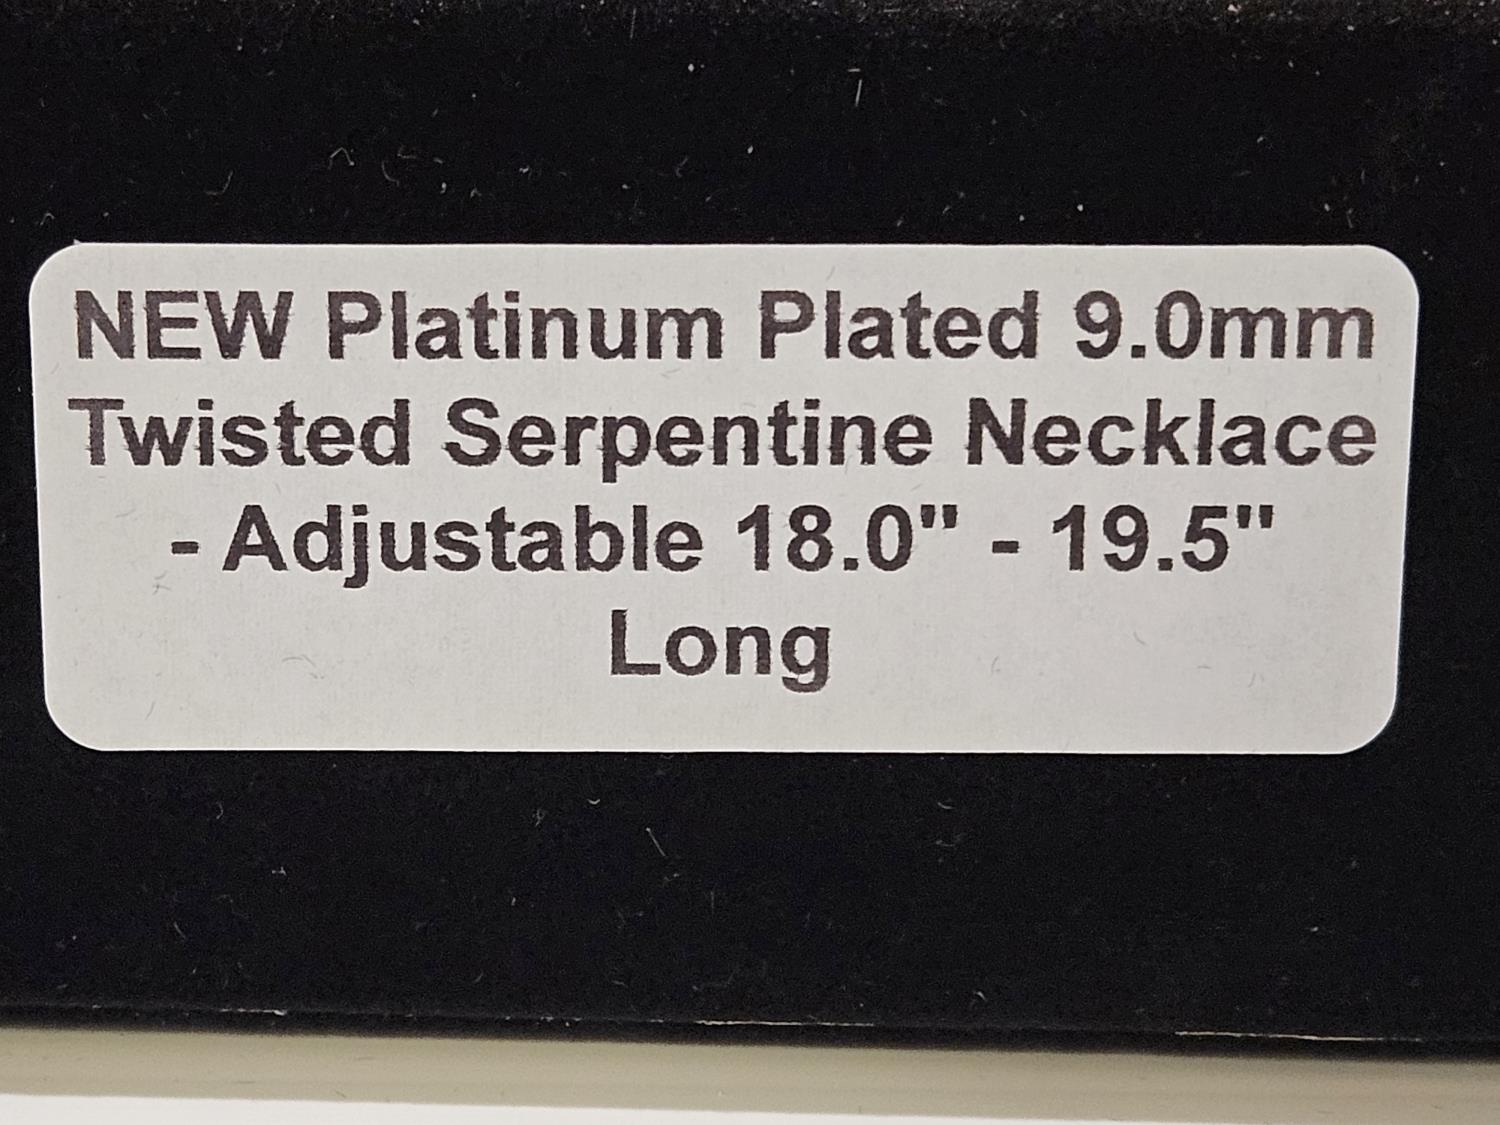 NEW Platinum Plated 9.0mm
Twisted Serpentine Necklace
- Adjustable 18.0" - 19.5"
Long